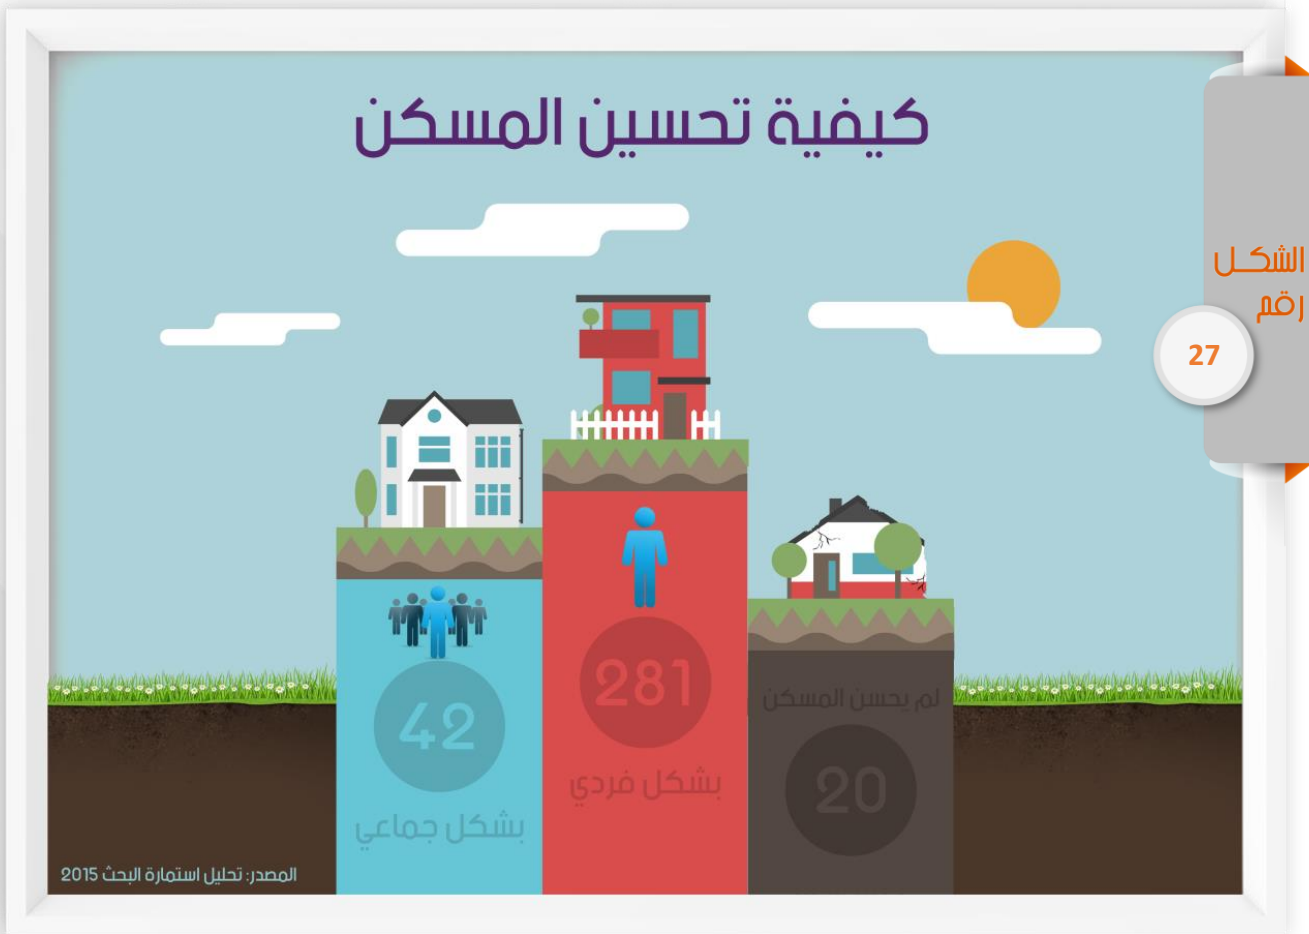 كيفية تحسين المسكن
الشكل
رقم
27
281
بشكل فردي
42
بشكل جماعي
لم يحسن المسكن
20
المصدر: تحليل استمارة البحث 2015